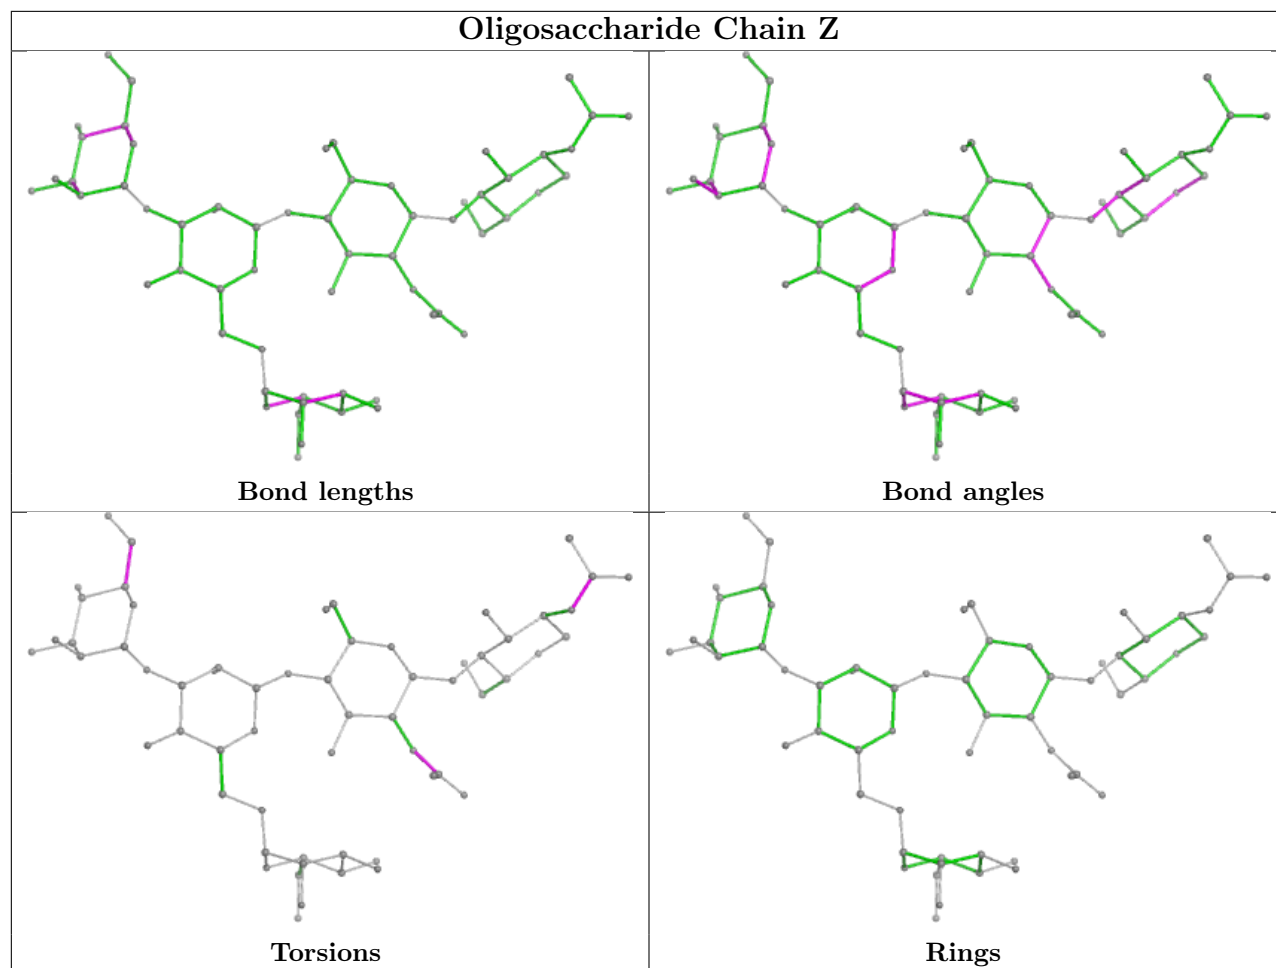 Oligosaccharide Chain Z
Bond lengths
Bond angles
Torsions
Rings